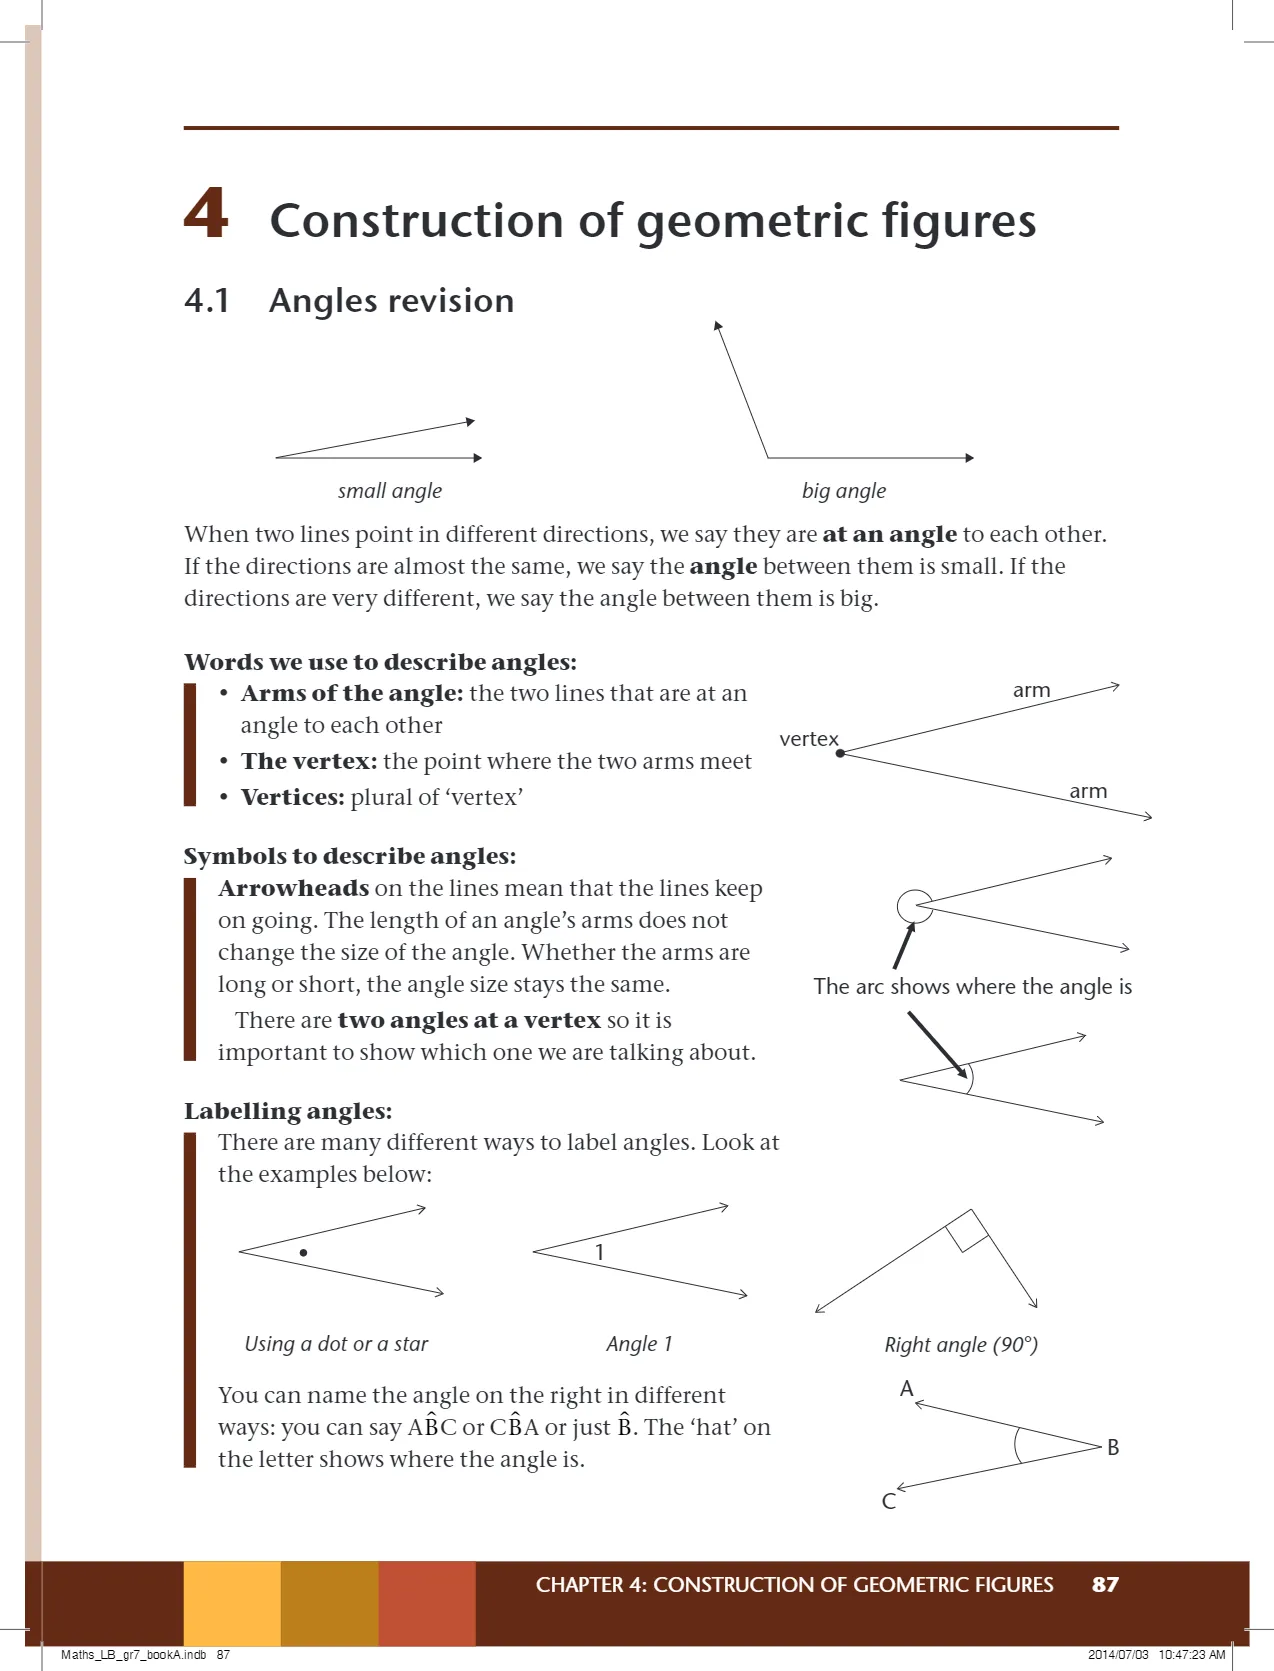 4 Construction of geometric figures
4.1 Angles revision
small angle
big angle
When two lines point in different directions, we say they are at an angle to each other.
If the directions are almost the same, we say the angle between them is small. If the
directions are very different, we say the angle between them is big.
Words we use to describe angles:
• Arms of the angle: the two lines that are at an
angle to each other
• The vertex: the point where the two arms meet
• Vertices: plural of ‘vertex’
arm
vertex
arm
Symbols to describe angles:
Arrowheads on the lines mean that the lines keep
on going. The length of an angle’s arms does not
change the size of the angle. Whether the arms are
long or short, the angle size stays the same.
There are two angles at a vertex so it is
important to show which one we are talking about.
The arc shows where the angle is
Labelling angles:
There are many different ways to label angles. Look at
the examples below:
1
Using a dot or a star
Angle 1
Right angle (90°)
You can name the angle on the right in different
ways: you can say AB̂C or CB̂A or just B̂. The ‘hat’ on
the letter shows where the angle is.
A
B
C
CHAPTER 4: CONSTRUCTION OF GEOMETRIC FIGURES 87
Maths_LB_gr7_bookA.indb 87
2014/07/03 10:47:23 AM